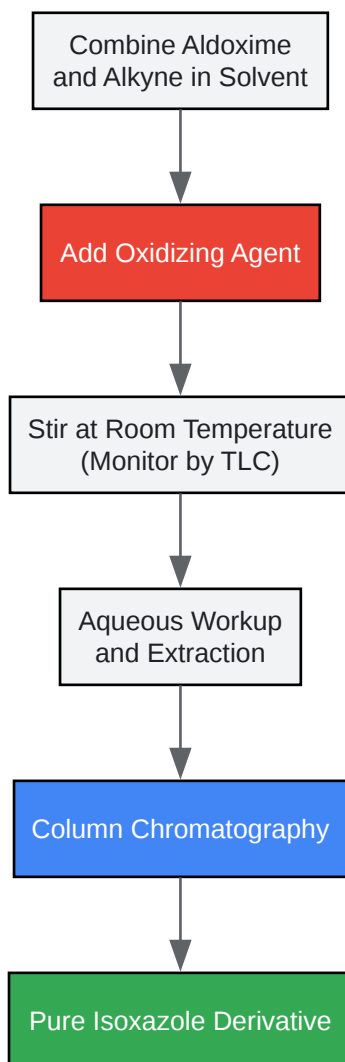 Combine Aldoxime
and Alkyne in Solvent
Add Oxidizing Agent
Stir at Room Temperature
(Monitor by TLC)
Aqueous Workup
and Extraction
Column Chromatography
Pure Isoxazole Derivative